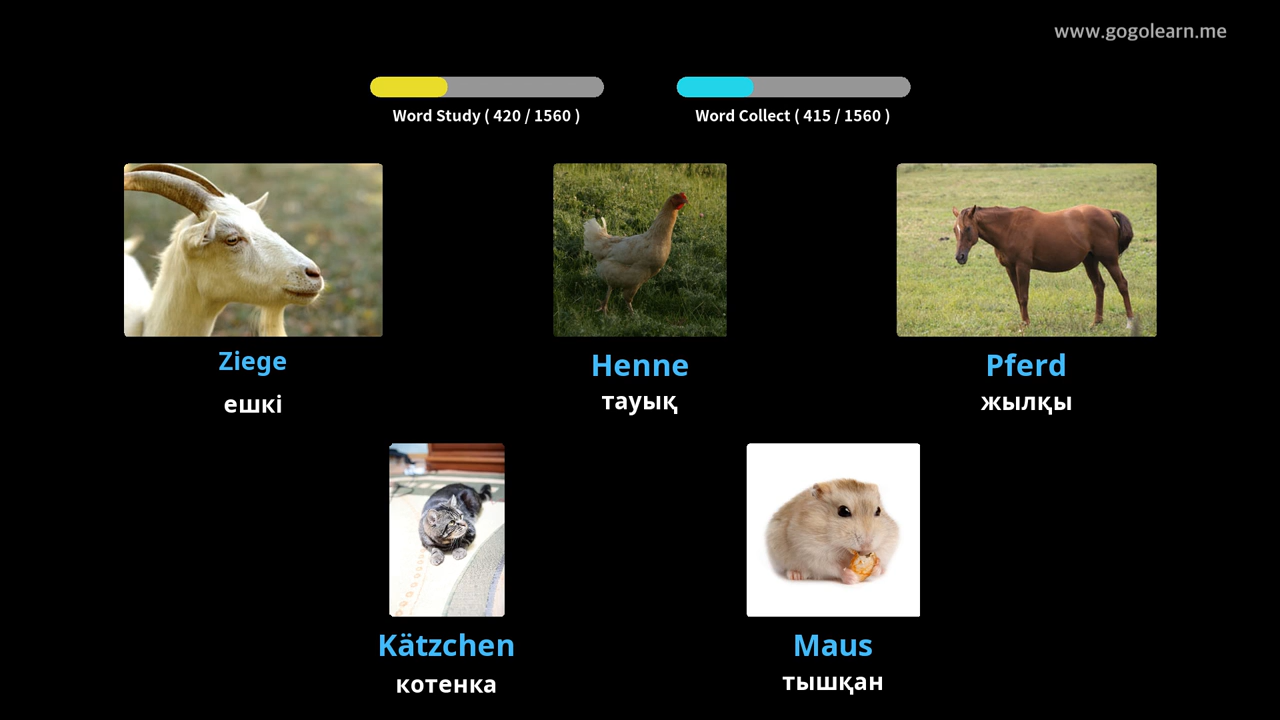 www.gogolearn.me
Word Study ( 420 / 1560 )
Word Collect ( 415 / 1560 )
Ziege
ешкі
Henne
тауық
Pferd
жылқы
Kätzchen
котенка
Maus
тышқан